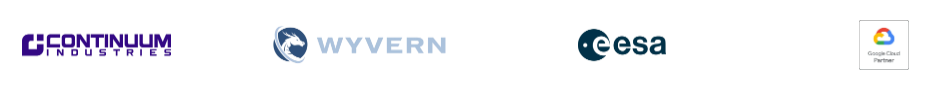 CONTINUUM
INDUSTRIES
WYVERN
esa
Google Cloud
Partner